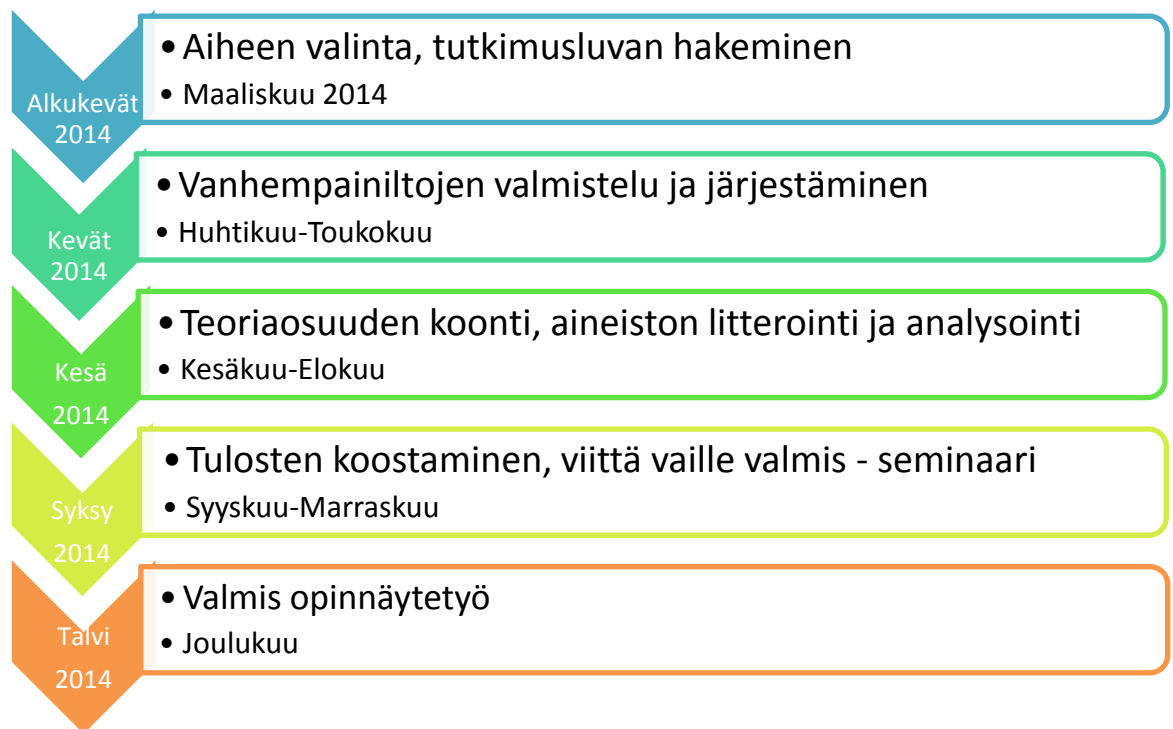 Alkukevät
2014
• Aiheen valinta, tutkimusluvan hakeminen
• Maaliskuu 2014
Kevät
2014
• Vanhempainiltojen valmistelu ja järjestäminen
• Huhtikuu-Toukokuu
Kesä
2014
• Teoriaosuuden koonti, aineiston litterointi ja analysointi
• Kesäkuu-Elokuu
Syksy
2014
• Tulosten koostaminen, viittä vaille valmis - seminaari
• Syyskuu-Marraskuu
Talvi
2014
• Valmis opinnäytetyö
• Joulukuu